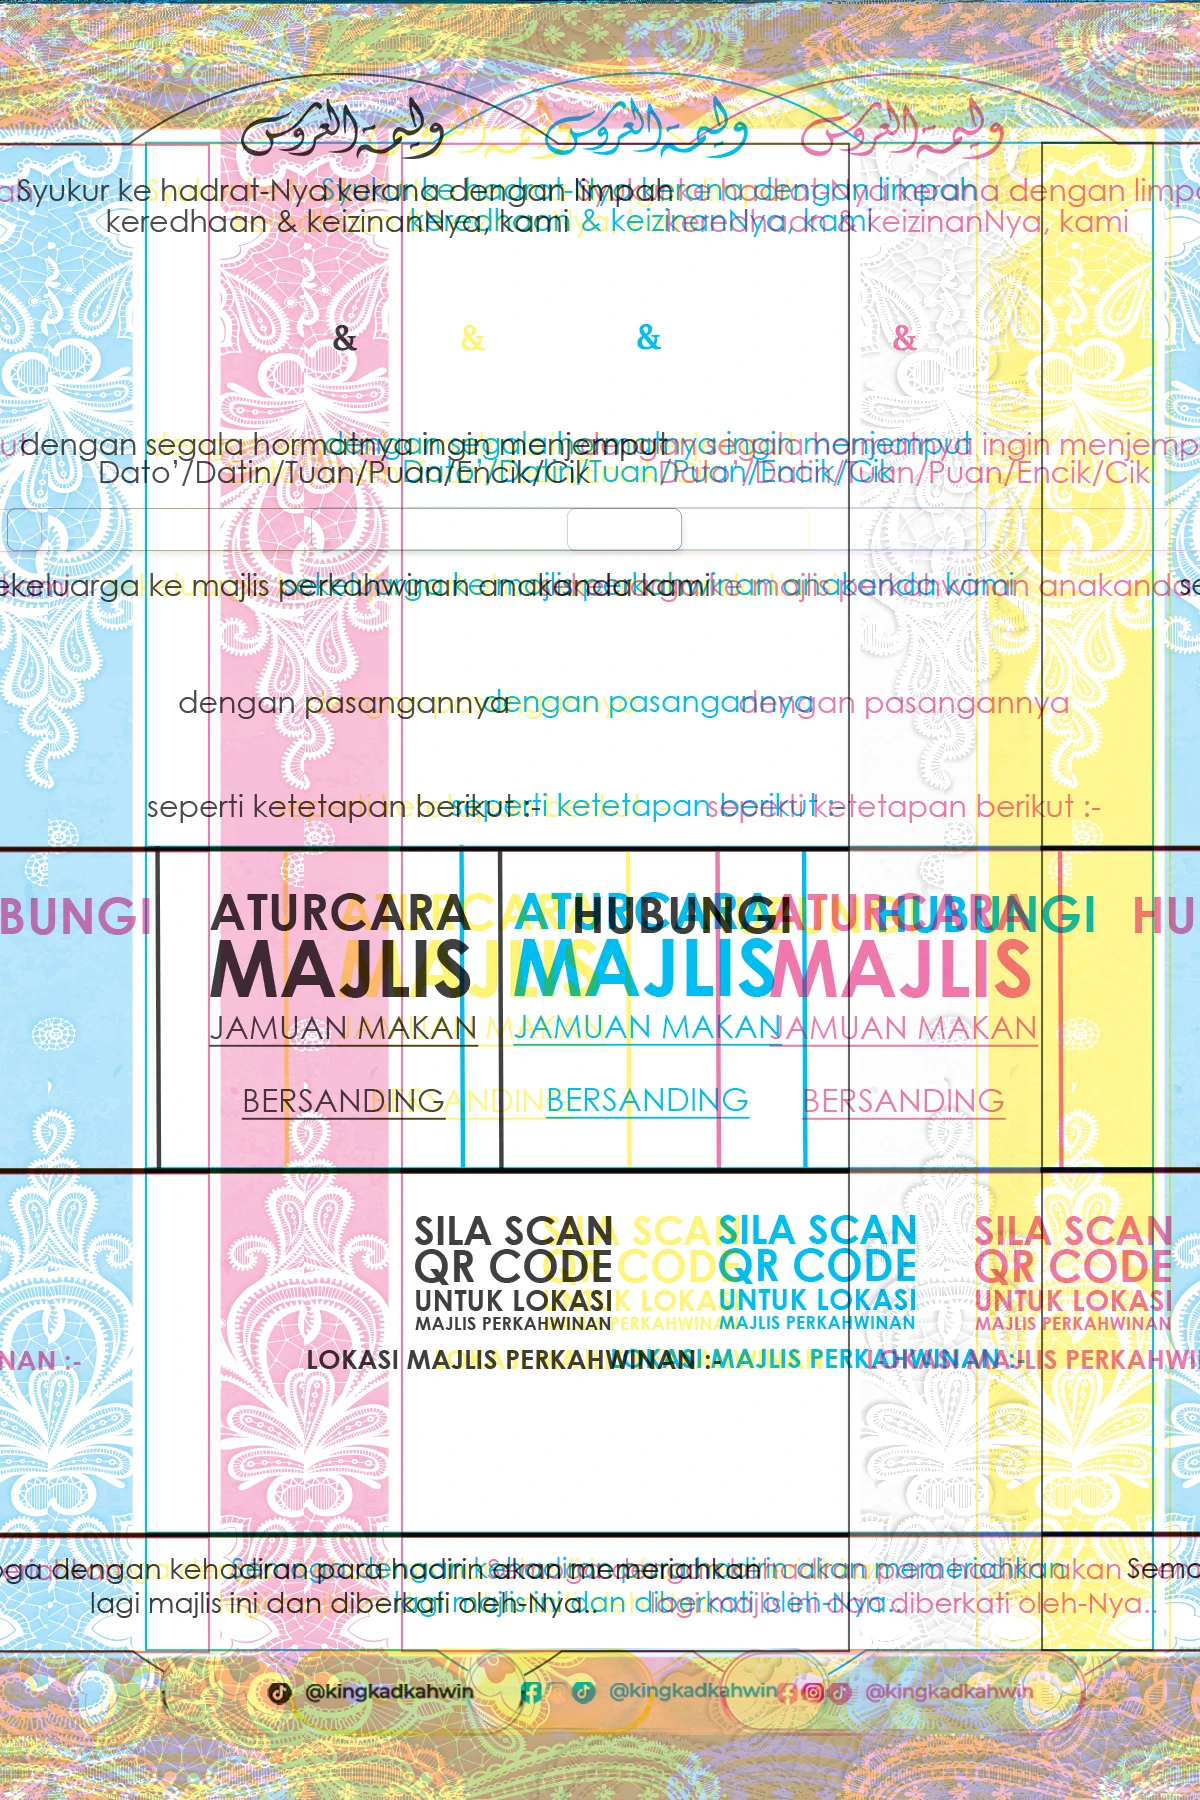 وليمة العروس
Syukur ke hadrat-Nya kerana dengan limpah
keredhaan & keizinanNya, kami
&
dengan segala hormatnya ingin menjemput
Dato'/Datin/Tuan/Puan/Encik/Cik
sekeluarga ke majlis perkahwinan anakanda kami
dengan pasangannya
seperti ketetapan berikut :-
ATURCARA
MAJLIS
JAMUAN MAKAN
BERSANDING
HUBUNGI
SILA SCAN
QR CODE
UNTUK LOKASI
MAJLIS PERKAHWINAN
LOKASI MAJLIS PERKAHWINAN :-
Semoga dengan kehadiran para hadirin akan memeriahkan
lagi majlis ini dan diberkati oleh-Nya..
@kingkadkahwin